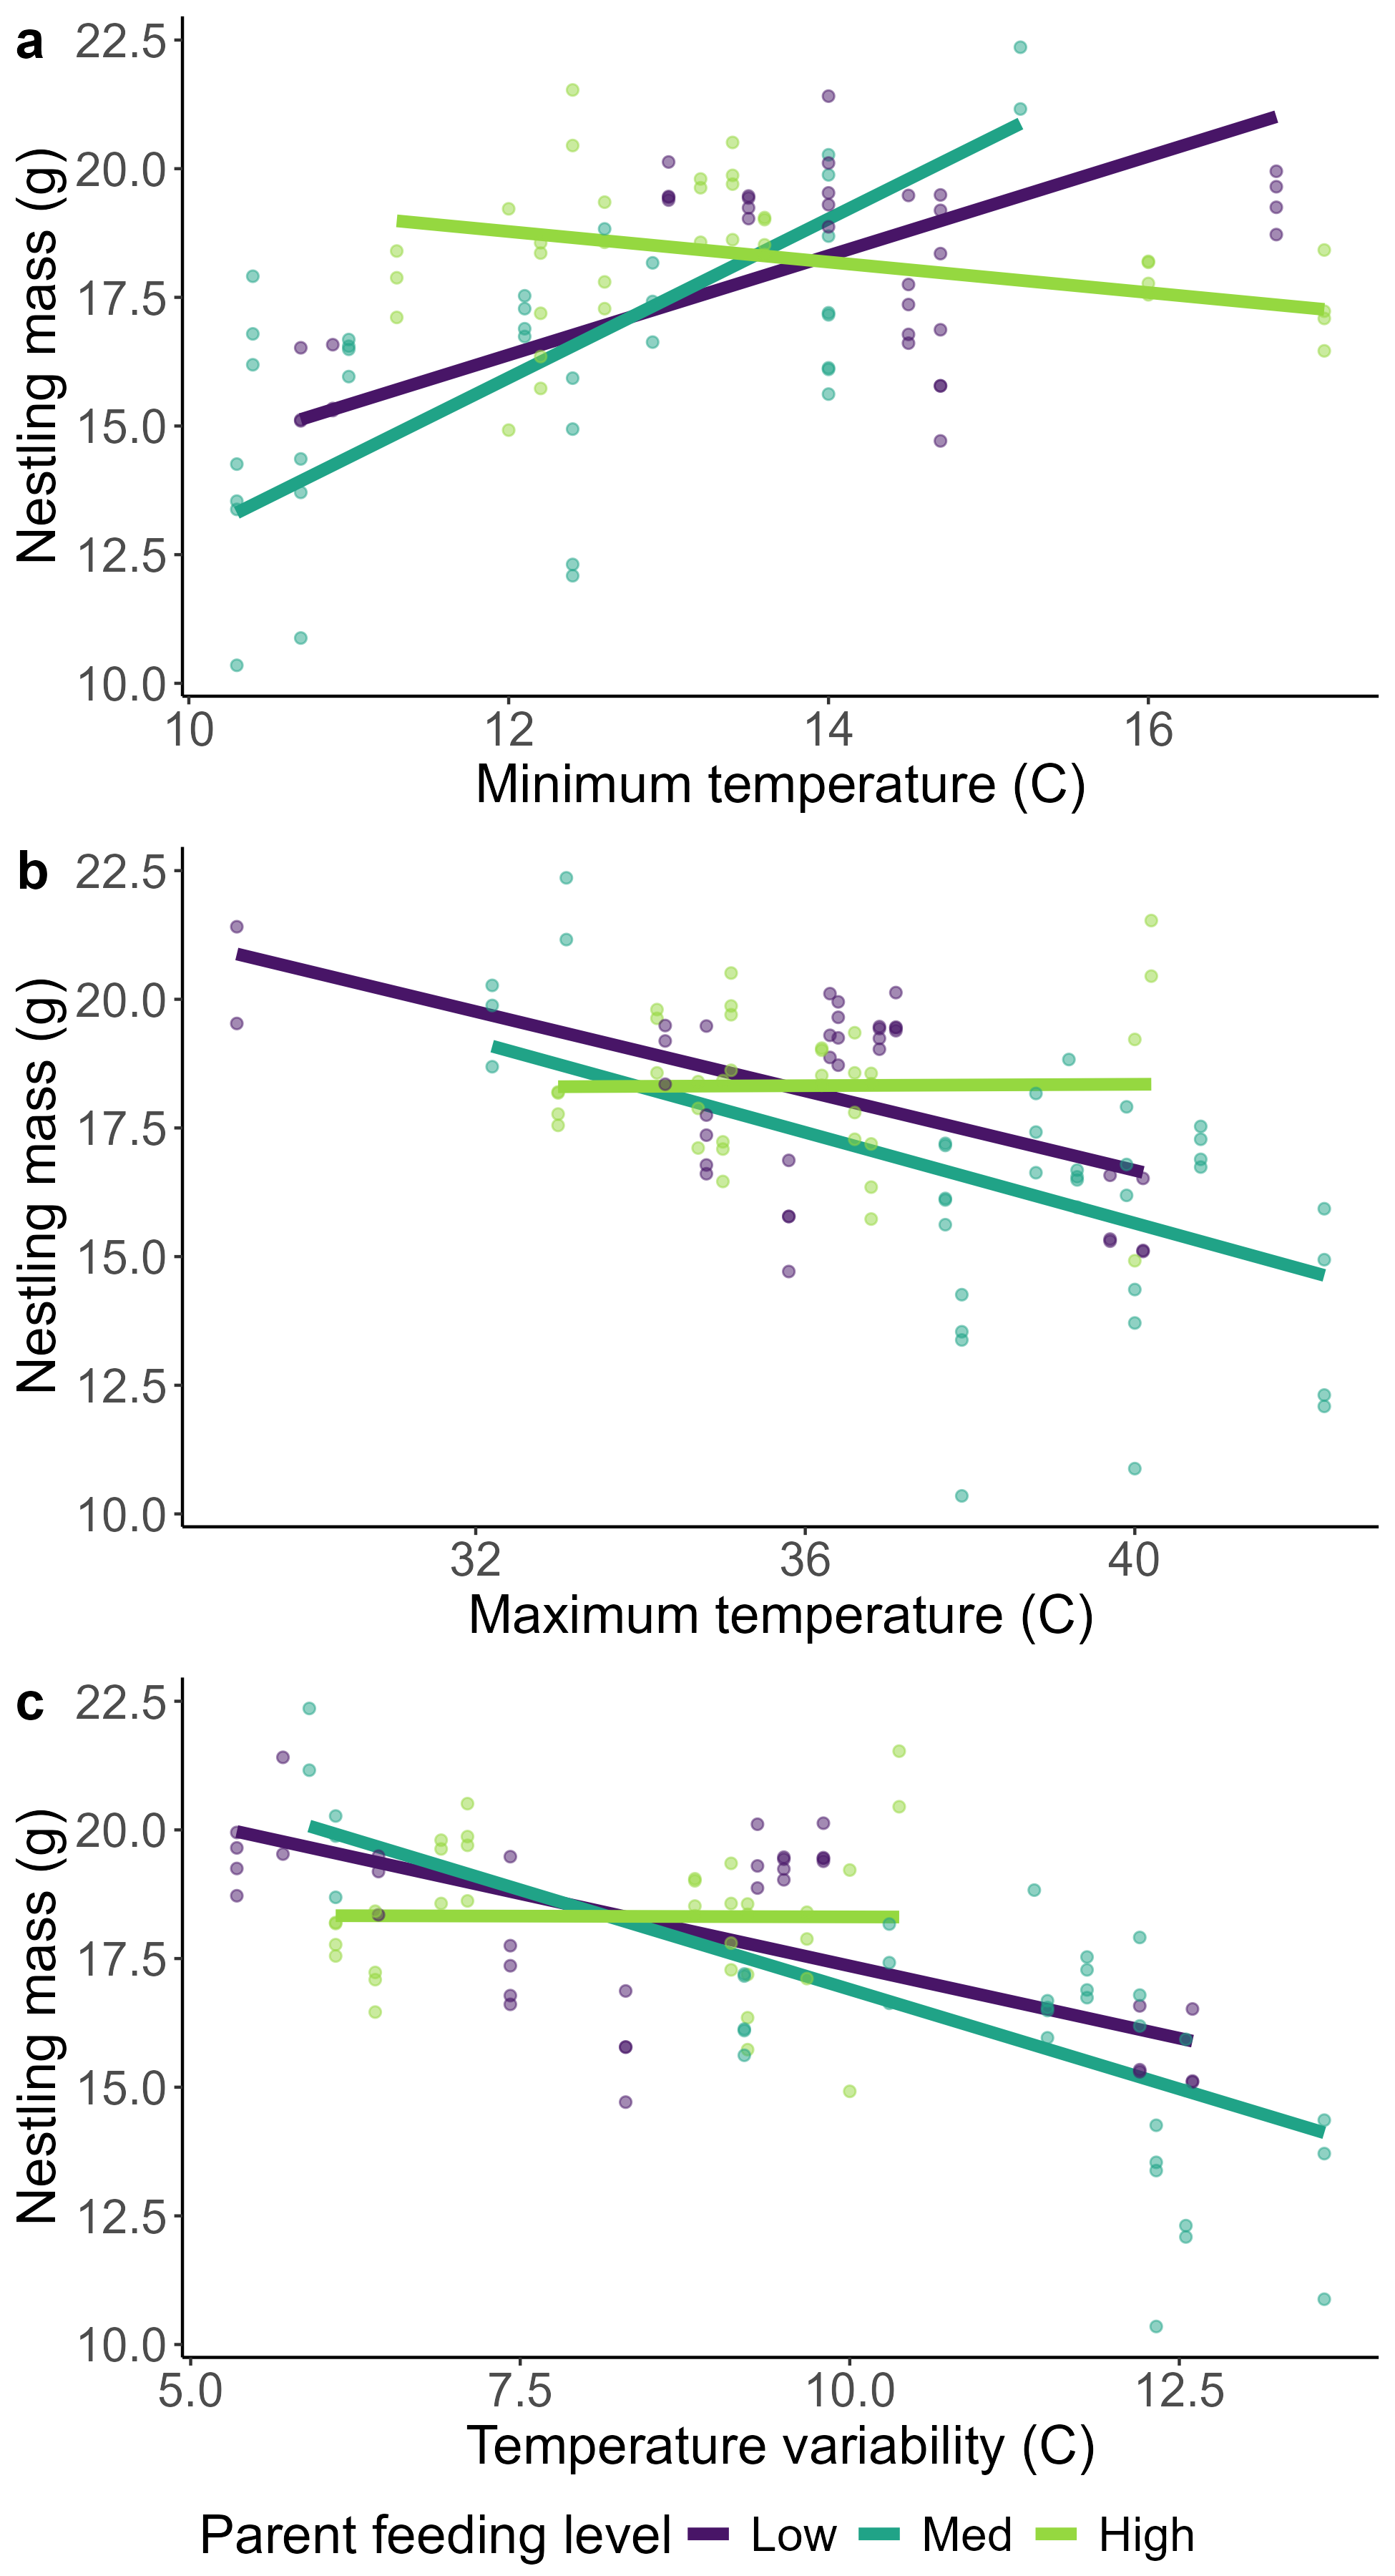 a
22.5
20.0
17.5
15.0
12.5
10.0
Nestling mass (g)
10 12 14 16
Minimum temperature (C)
b
22.5
20.0
17.5
15.0
12.5
10.0
Nestling mass (g)
32 36 40
Maximum temperature (C)
c
22.5
20.0
17.5
15.0
12.5
10.0
Nestling mass (g)
5.0 7.5 10.0 12.5
Temperature variability (C)
Parent feeding level Low Med High